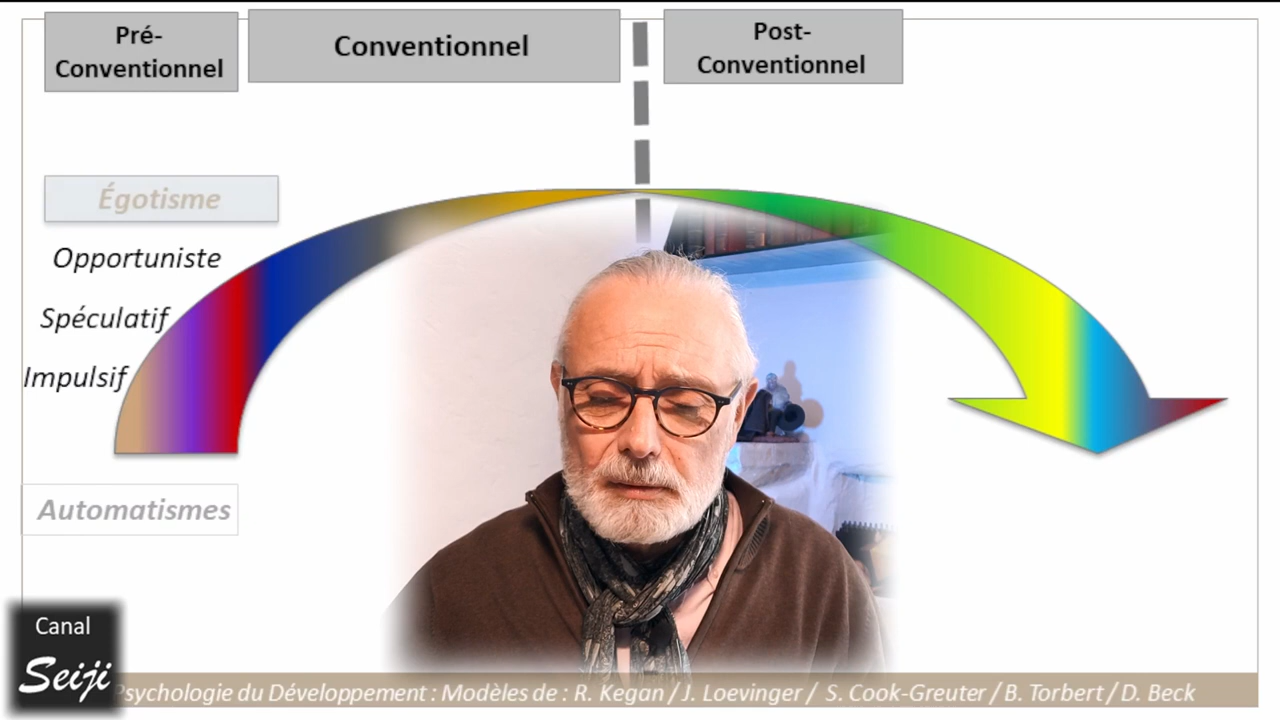 Pré-
Conventionnel
Conventionnel
Post-
Conventionnel
Égotisme
Opportuniste
Spéculatif
Impulsif
Automatismes
Canal
Seiji
Psychologie du Développement : Modèles de : R. Kegan / J. Loevinger / S. Cook-Greuter / B. Torbert / D. Beck